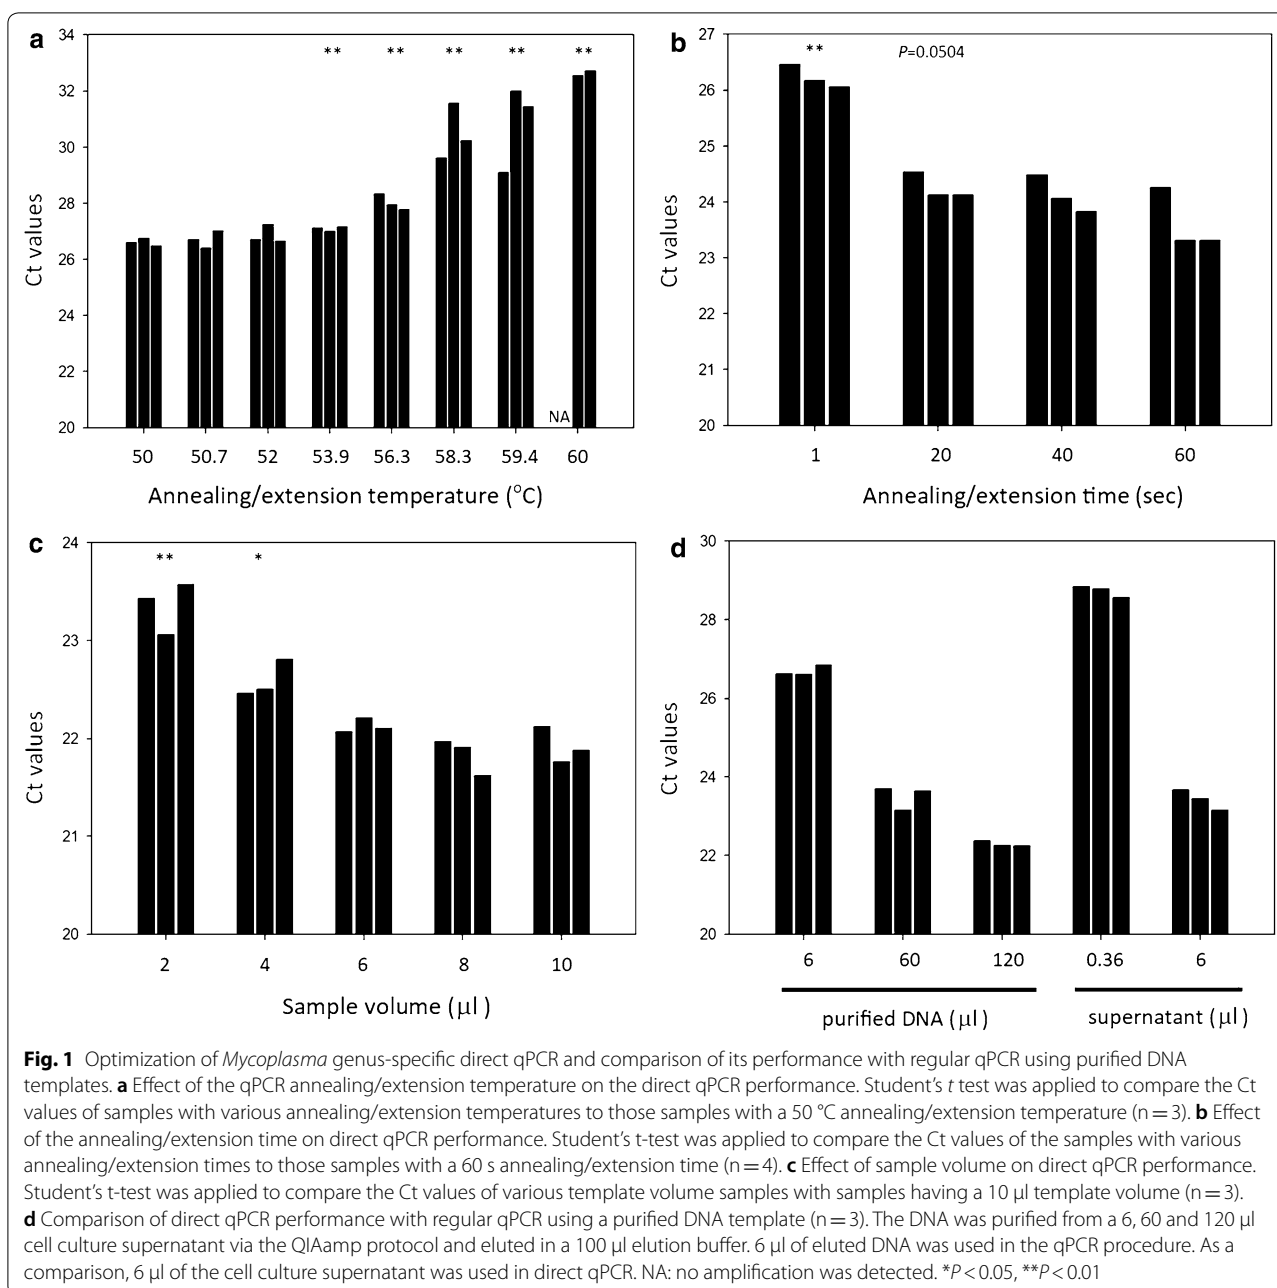 a
34
32
30
28
26
24
22
20
Ct values
** ** ** ** **
NA
50 50.7 52 53.9 56.3 58.3 59.4 60
Annealing/extension temperature (°C)
b
27
26
25
24
23
22
21
20
Ct values
** P=0.0504
1 20 40 60
Annealing/extension time (sec)
c
24
23
22
21
20
Ct values
** *
2 4 6 8 10
Sample volume (μl )
d
30
28
26
24
22
20
Ct values
6 60 120 0.36 6
purified DNA (μl ) supernatant (μl )
Fig. 1 Optimization of Mycoplasma genus-specific direct qPCR and comparison of its performance with regular qPCR using purified DNA
templates. a Effect of the qPCR annealing/extension temperature on the direct qPCR performance. Student's t test was applied to compare the Ct
values of samples with various annealing/extension temperatures to those samples with a 50 °C annealing/extension temperature (n = 3). b Effect
of the annealing/extension time on direct qPCR performance. Student's t-test was applied to compare the Ct values of the samples with various
annealing/extension times to those samples with a 60 s annealing/extension time (n = 4). c Effect of sample volume on direct qPCR performance.
Student's t-test was applied to compare the Ct values of various template volume samples with samples having a 10 μl template volume (n = 3).
d Comparison of direct qPCR performance with regular qPCR using a purified DNA template (n = 3). The DNA was purified from a 6, 60 and 120 μl
cell culture supernatant via the QIAamp protocol and eluted in a 100 μl elution buffer. 6 μl of eluted DNA was used in the qPCR procedure. As a
comparison, 6 μl of the cell culture supernatant was used in direct qPCR. NA: no amplification was detected. *P < 0.05, **P < 0.01